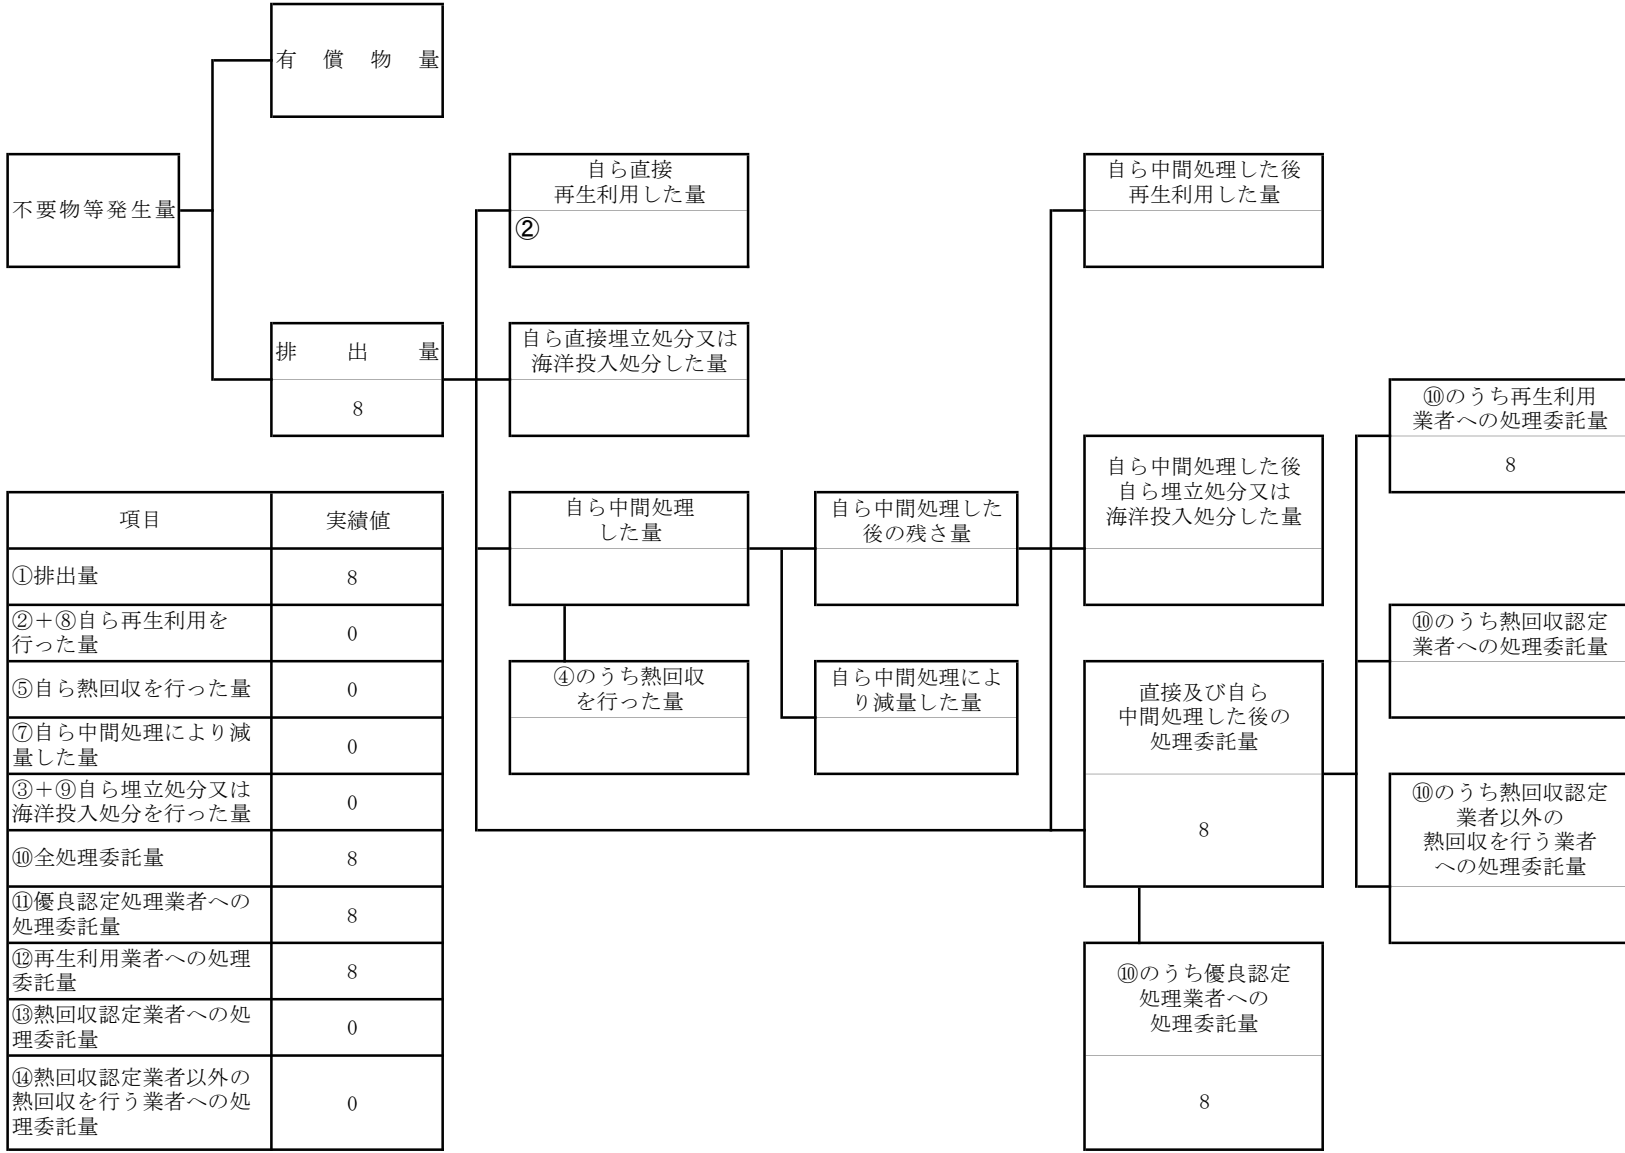 有償物量
不要物等発生量
自ら直接
再生利用した量
②
自ら中間処理した後
再生利用した量
排出量
8
自ら直接埋立処分又は
海洋投入処分した量
⑩のうち再生利用
業者への処理委託量
8
自ら中間処理
した量
自ら中間処理した
後の残さ量
自ら中間処理した後
自ら埋立処分又は
海洋投入処分した量
④のうち熱回収
を行った量
自ら中間処理によ
り減量した量
直接及び自ら
中間処理した後の
処理委託量
8
⑩のうち熱回収認定
業者への処理委託量
⑩のうち熱回収認定
業者以外の
熱回収を行う業者
への処理委託量
⑩のうち優良認定
処理業者への
処理委託量
8
項目 実績値
①排出量 8
②＋⑧自ら再生利用を
行った量 0
⑤自ら熱回収を行った量 0
⑦自ら中間処理により減
量した量 0
③＋⑨自ら埋立処分又は
海洋投入処分を行った量 0
⑩全処理委託量 8
⑪優良認定処理業者への
処理委託量 8
⑫再生利用業者への処理
委託量 8
⑬熱回収認定業者への処
理委託量 0
⑭熱回収認定業者以外の
熱回収を行う業者への処
理委託量 0